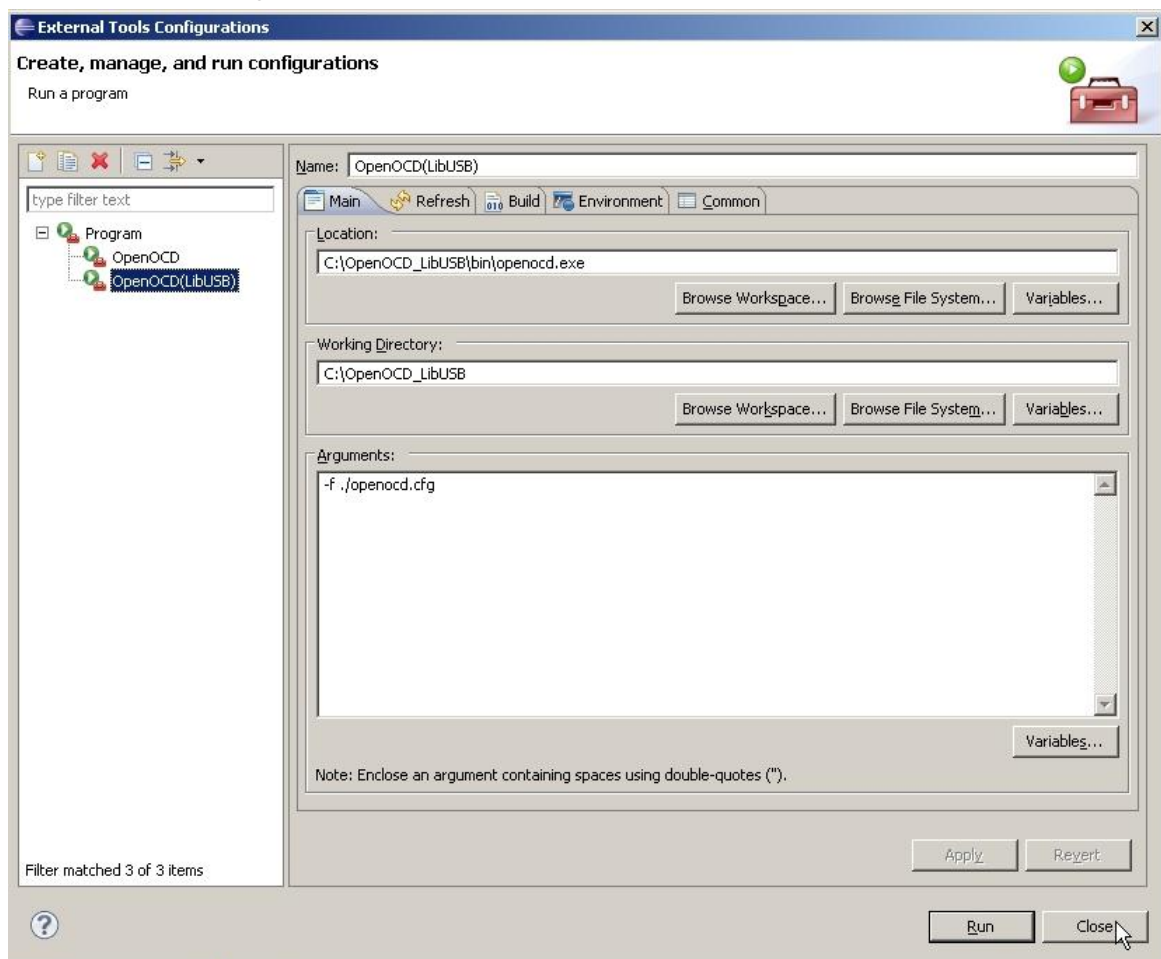 External Tools Configurations
Create, manage, and run configurations
Run a program
type filter text
Program
OpenOCD
OpenOCD(LibUSB)
Filter matched 3 of 3 items
Name: OpenOCD(LibUSB)
Main Refresh Build Environment Common
Location:
C:\OpenOCD_LibUSB\bin\openocd.exe
Browse Workspace... Browse File System... Variables...
Working Directory:
C:\OpenOCD_LibUSB
Browse Workspace... Browse File System... Variables...
Arguments:
-f ./openocd.cfg
Variables...
Note: Enclose an argument containing spaces using double-quotes (").
Apply Revert
Run Close